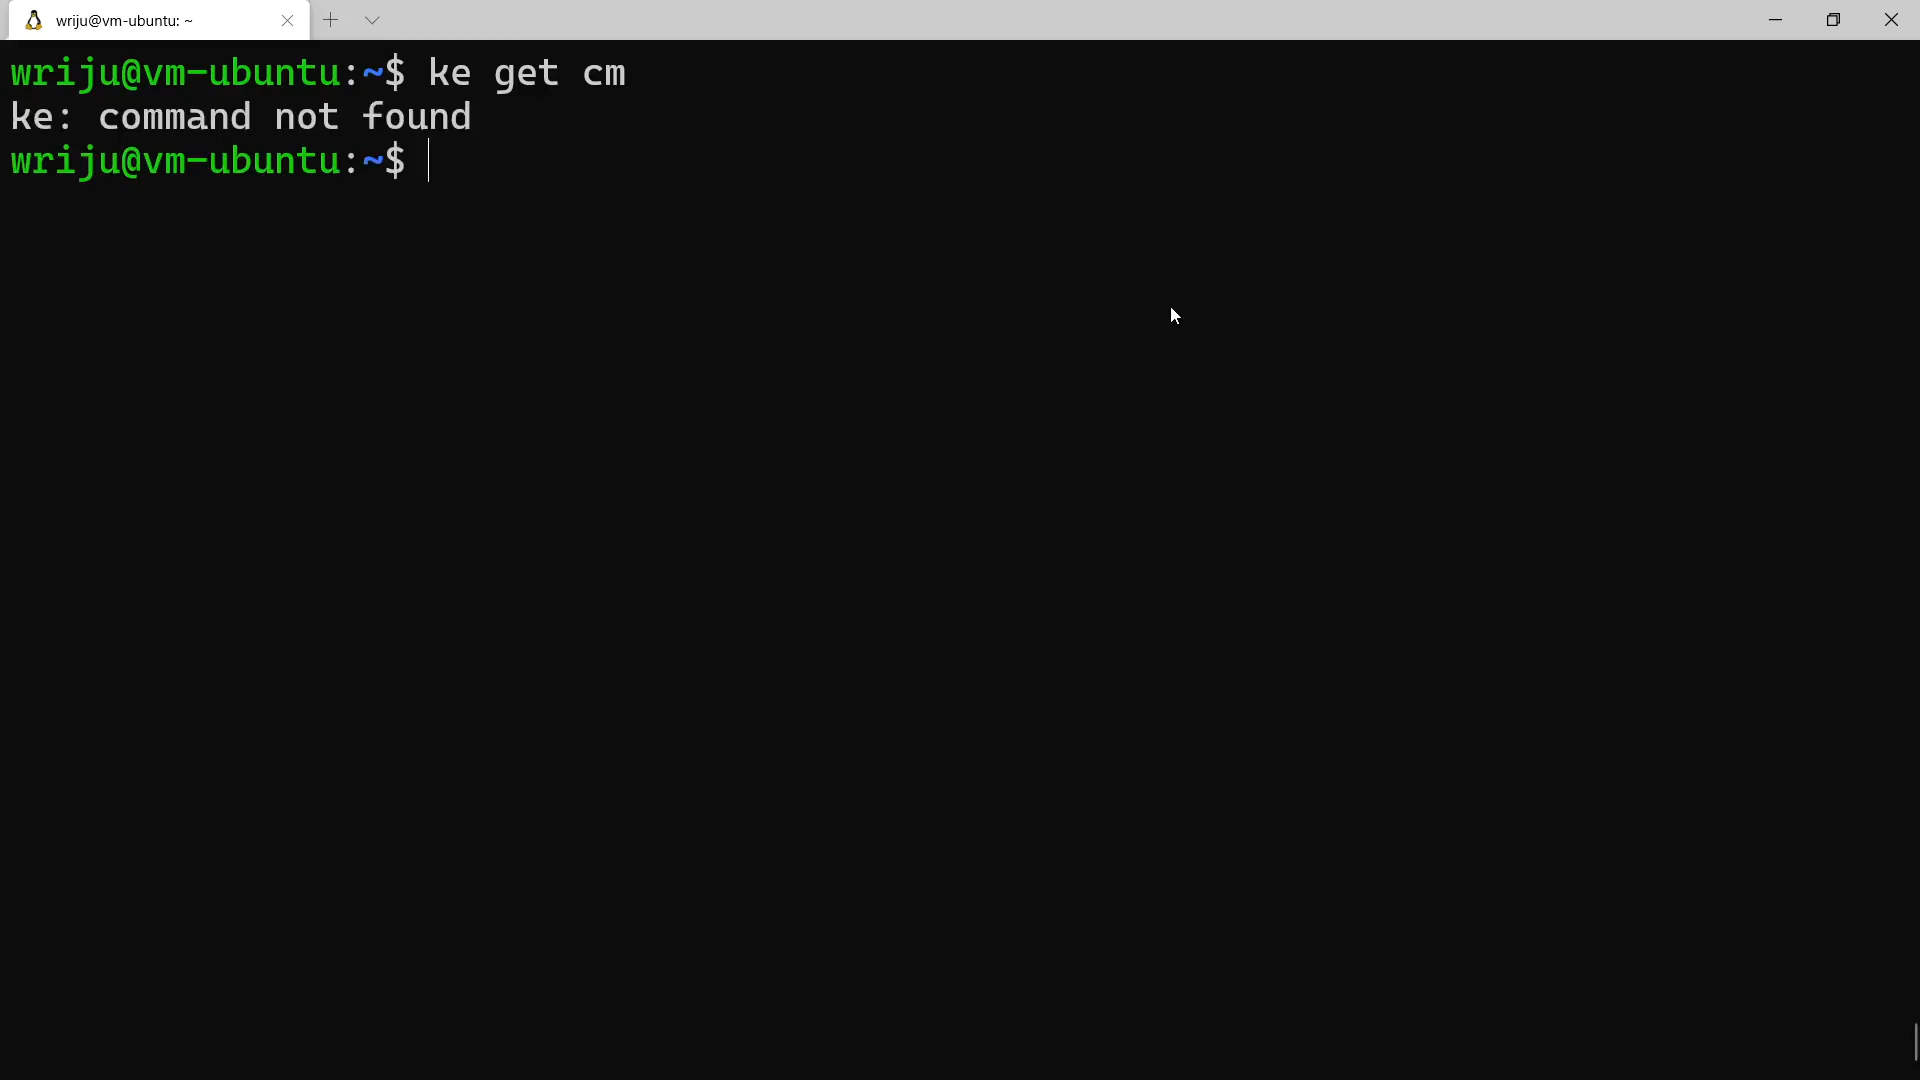 wriju@vm-ubuntu: ~
wriju@vm-ubuntu:~$ ke get cm
ke: command not found
wriju@vm-ubuntu:~$